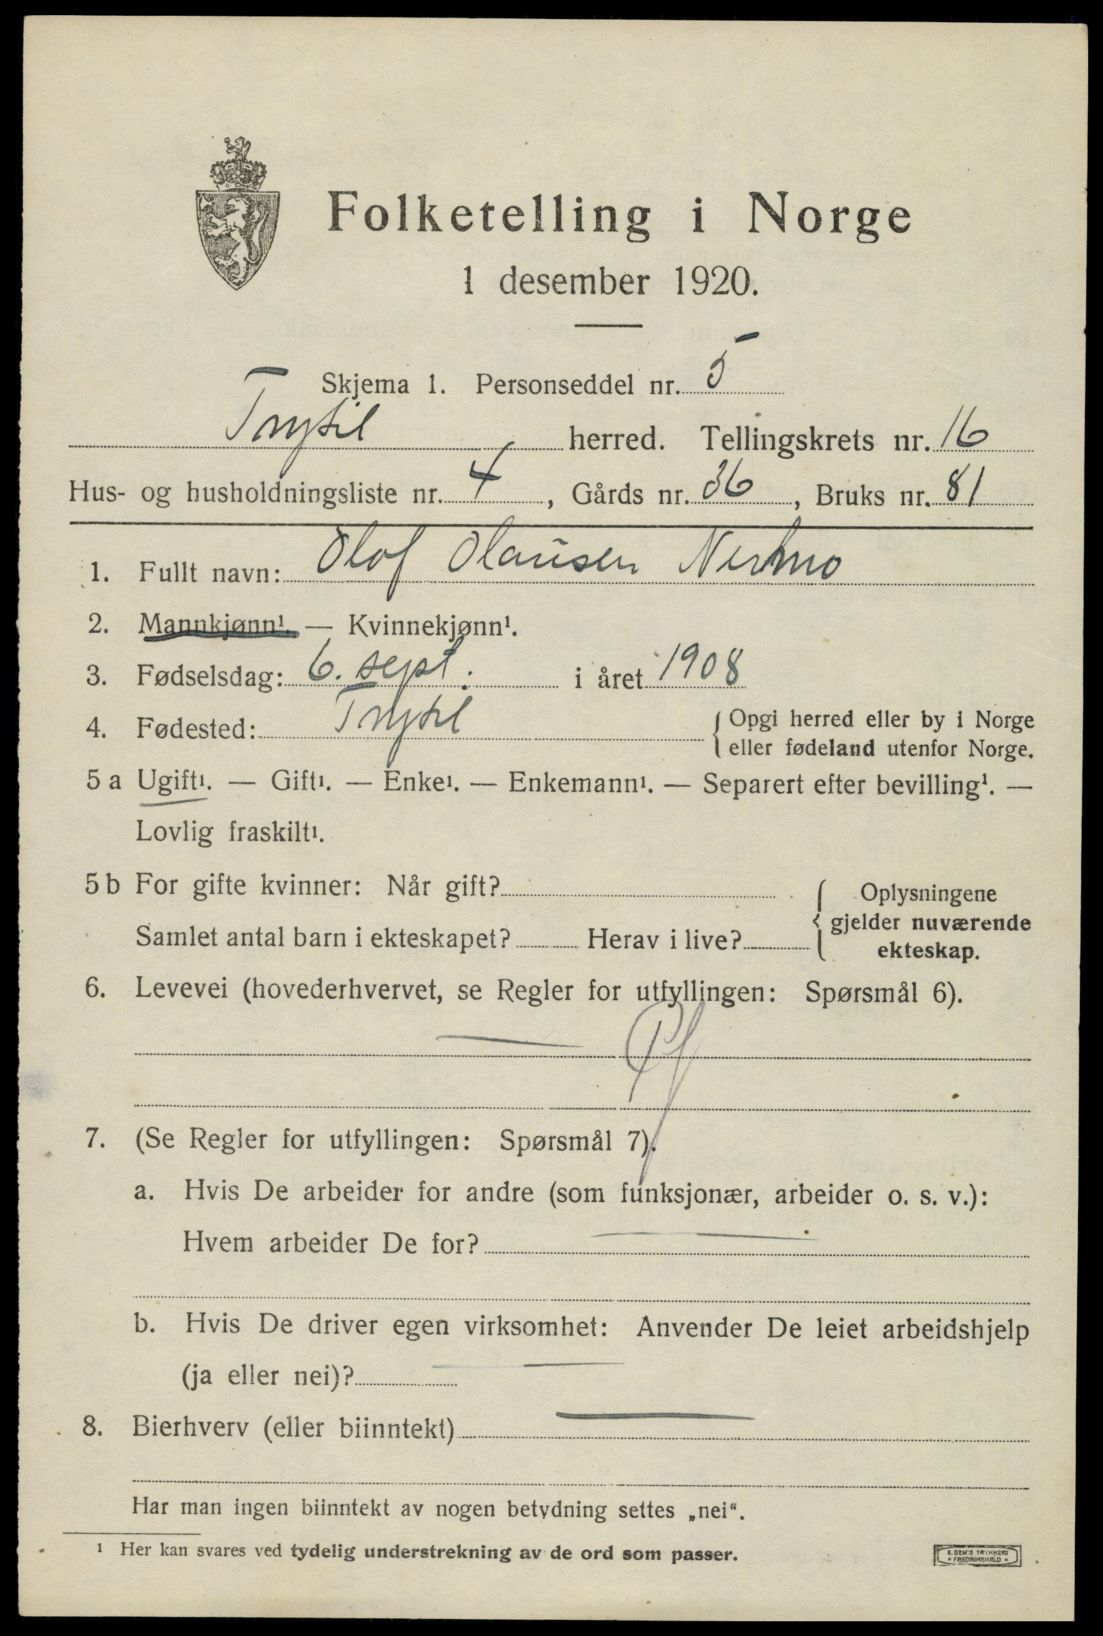 Folketelling i Norge
1 desember 1920.
Skjema 1. Personseddel nr. 5
Trysil herred. Tellingskrets nr. 16
Hus- og husholdningsliste nr. 4, Gårds nr. 36, Bruks nr. 81
1. Fullt navn: Olof Olausen Nermo
2. Mannkjønn¹. — Kvinnekjønn¹.
3. Fødselsdag: 6. sept. i året 1908
4. Fødested: Trysil { Opgi herred eller by i Norge
eller fødeland utenfor Norge.
5 a Ugift¹. — Gift¹. — Enke¹. — Enkemann¹. — Separert efter bevilling¹. —
Lovlig fraskilt¹.
5 b For gifte kvinner: Når gift?
Samlet antal barn i ekteskapet? Herav i live?
{ Oplysningene
gjelder nuværende
ekteskap.
6. Levevei (hovederhvervet, se Regler for utfyllingen: Spørsmål 6).
—
Pf
7. (Se Regler for utfyllingen: Spørsmål 7).
a. Hvis De arbeider for andre (som funksjonær, arbeider o. s. v.):
Hvem arbeider De for? —
b. Hvis De driver egen virksomhet: Anvender De leiet arbeidshjelp
(ja eller nei)? —
8. Bierhverv (eller biinntekt) —
Har man ingen biinntekt av nogen betydning settes „nei“.
¹ Her kan svares ved tydelig understrekning av de ord som passer.
E. SEM'S TRYKKERI
FREDRIKSHALD